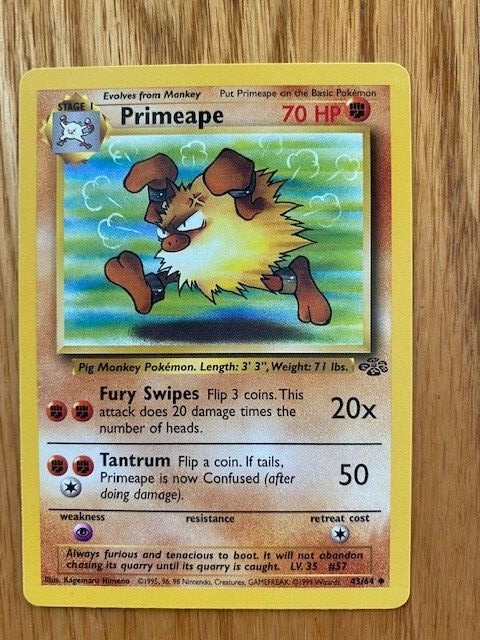 Evolves from Mankey Put Primeape on the Basic Pokémon
STAGE 1
Primeape 70 HP
Pig Monkey Pokémon. Length: 3' 3", Weight: 71 lbs.
Fury Swipes Flip 3 coins. This
attack does 20 damage times the
number of heads.
20x
Tantrum Flip a coin. If tails,
Primeape is now Confused (after
doing damage).
50
weakness resistance retreat cost
Always furious and tenacious to boot. It will not abandon
chasing its quarry until its quarry is caught. LV. 35 #57
Illus. Kagemaru Himeno ©1995, 96, 98 Nintendo, Creatures, GAMEFREAK. ©1999 Wizards. 43/64